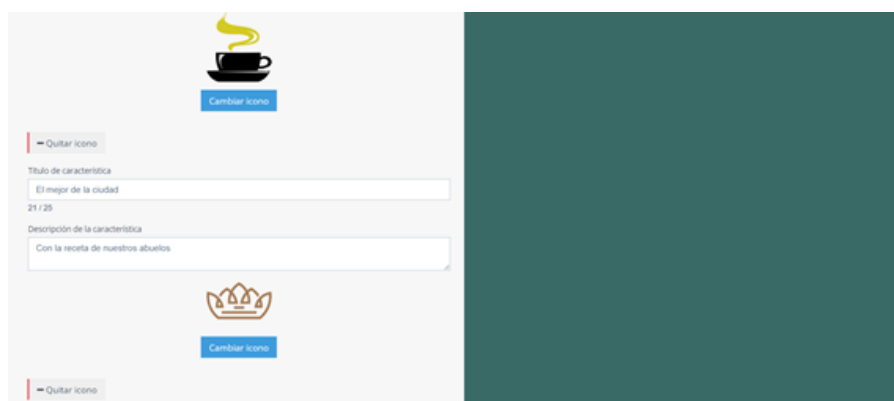 Cambiar icono
Quitar icono
Título de característica
El mejor de la ciudad
21 / 25
Descripción de la característica
Con la receta de nuestros abuelos
Cambiar icono
Quitar icono